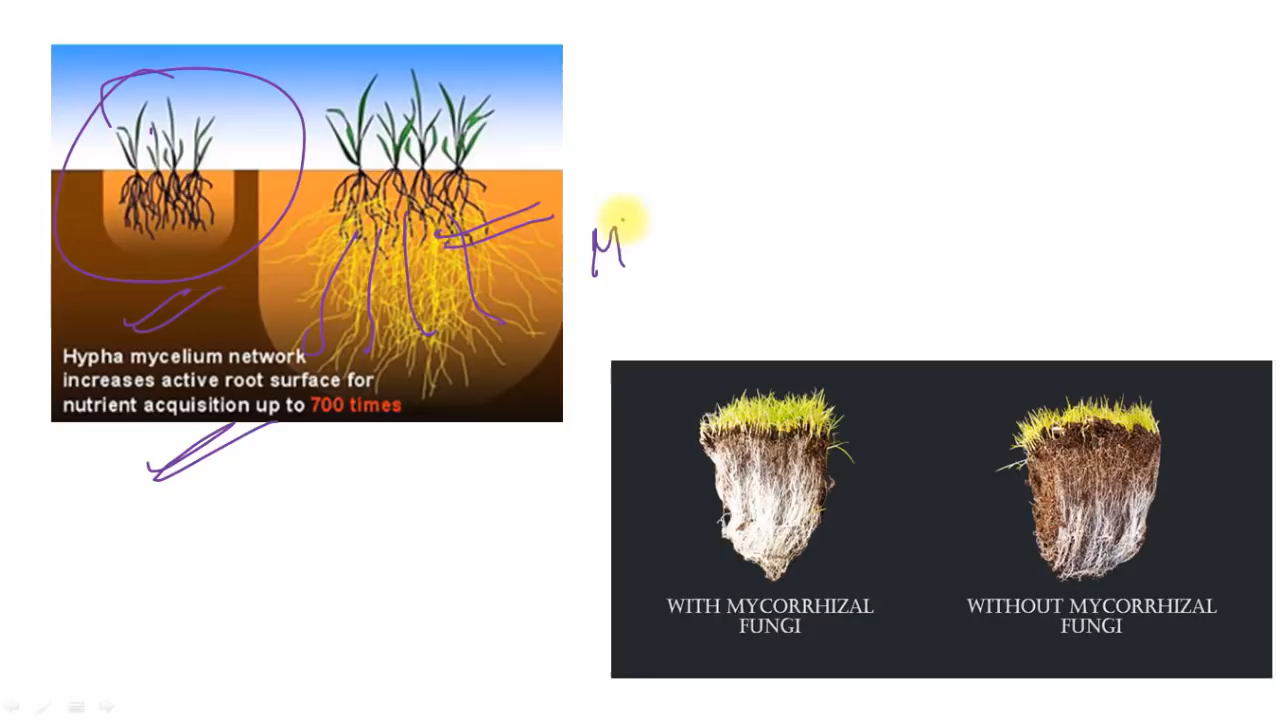 Hypha mycelium network
increases active root surface for
nutrient acquisition up to 700 times
M
WITH MYCORRHIZAL
FUNGI
WITHOUT MYCORRHIZAL
FUNGI